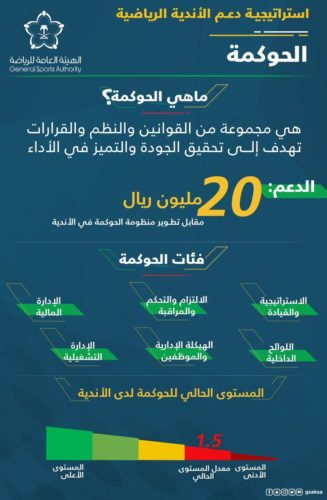 استراتيجية دعم الأندية الرياضية
الحوكمة
الهيئة العامة للرياضة
General Sports Authority
ماهي الحوكمة؟
هي مجموعة من القوانين والنظم والقرارات
تهدف إلى تحقيق الجودة والتميز في الأداء
الدعم: 20 مليون ريال
مقابل تطوير منظومة الحوكمة في الأندية
فئات الحوكمة
الاستراتيجية والقيادة
الالتزام والتحكم والمراقبة
الإدارة المالية
اللوائح الداخلية
الهيكلة الإدارية والموظفين
الإدارة التشغيلية
المستوى الحالي للحوكمة لدى الأندية
1.5
المستوى الأدنى
معدل المستوى الحالي
المستوى الأعلى
gsaksa